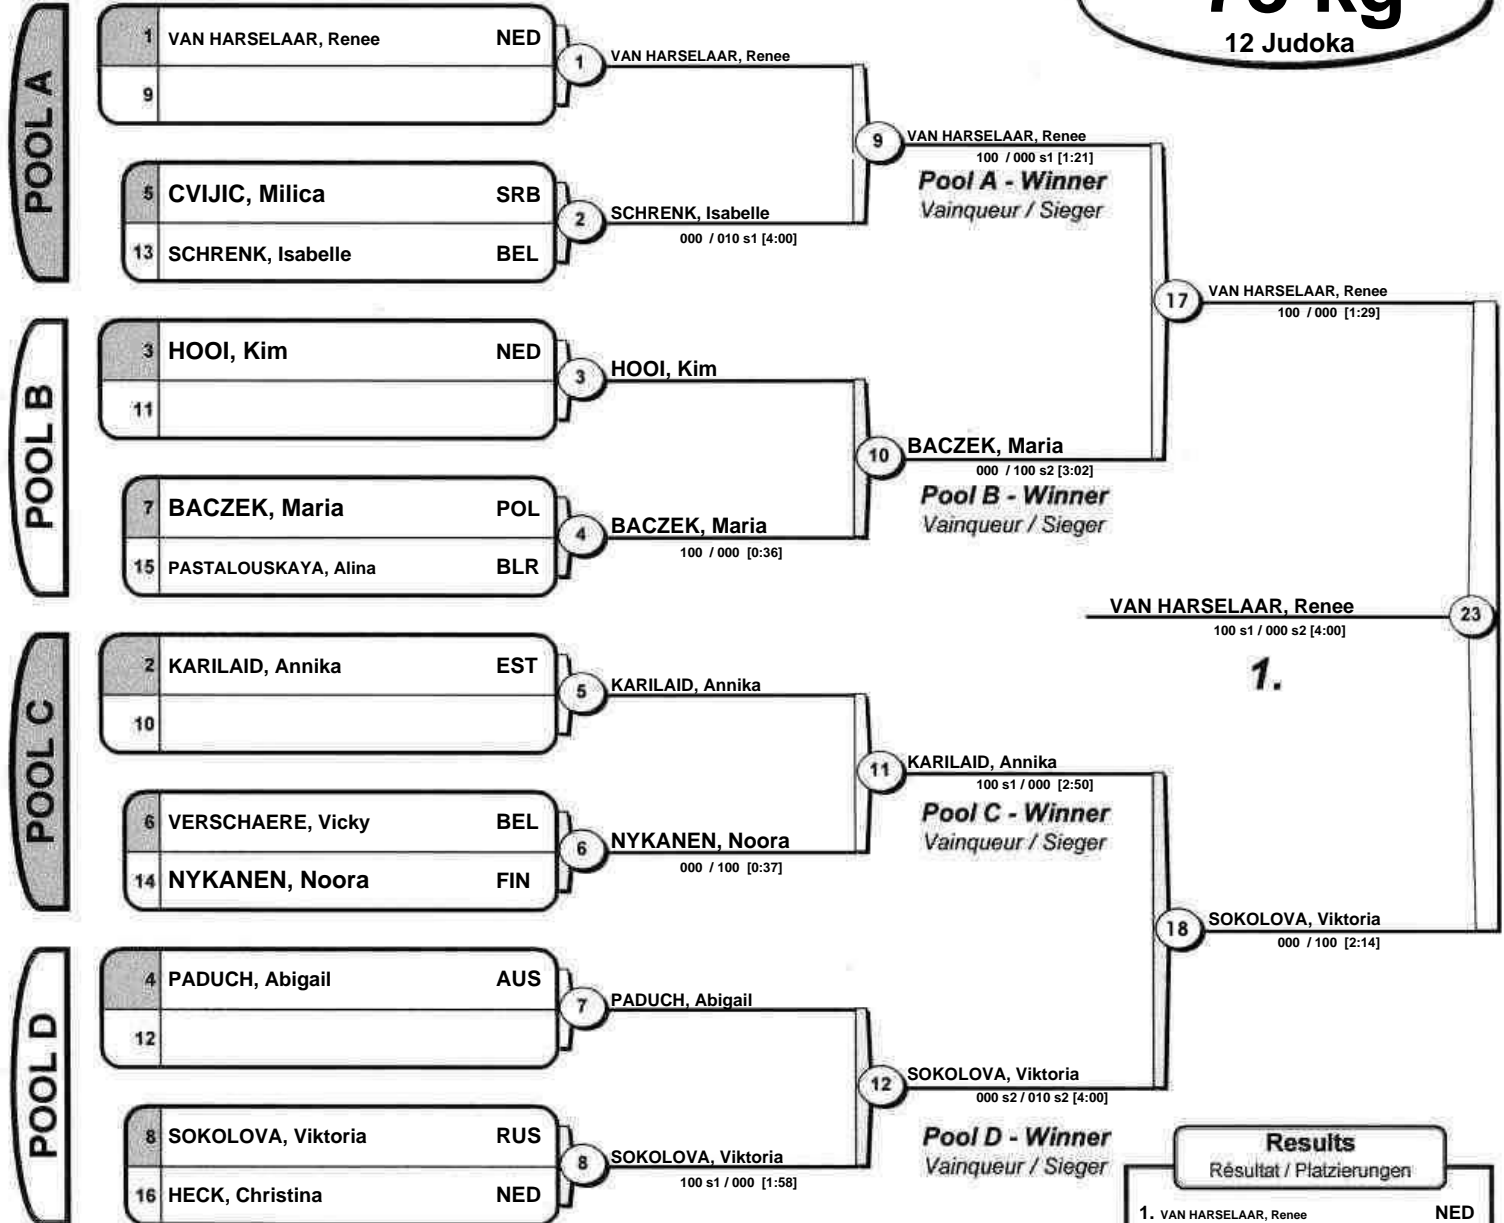 12 Judoka
POOL A
1 VAN HARSELAAR, Renee NED
9
1 VAN HARSELAAR, Renee
5 CVIJIC, Milica SRB
13 SCHRENK, Isabelle BEL
2 SCHRENK, Isabelle
000 / 010 s1 [4:00]
9 VAN HARSELAAR, Renee
100 / 000 s1 [1:21]
Pool A - Winner
Vainqueur / Sieger
POOL B
3 HOOI, Kim NED
11
3 HOOI, Kim
7 BACZEK, Maria POL
15 PASTALOUSKAYA, Alina BLR
4 BACZEK, Maria
100 / 000 [0:36]
10 BACZEK, Maria
000 / 100 s2 [3:02]
Pool B - Winner
Vainqueur / Sieger
17 VAN HARSELAAR, Renee
100 / 000 [1:29]
POOL C
2 KARILAID, Annika EST
10
5 KARILAID, Annika
6 VERSCHAERE, Vicky BEL
14 NYKANEN, Noora FIN
6 NYKANEN, Noora
000 / 100 [0:37]
11 KARILAID, Annika
100 s1 / 000 [2:50]
Pool C - Winner
Vainqueur / Sieger
POOL D
4 PADUCH, Abigail AUS
12
7 PADUCH, Abigail
8 SOKOLOVA, Viktoria RUS
16 HECK, Christina NED
8 SOKOLOVA, Viktoria
100 s1 / 000 [1:58]
12 SOKOLOVA, Viktoria
000 s2 / 010 s2 [4:00]
Pool D - Winner
Vainqueur / Sieger
18 SOKOLOVA, Viktoria
000 / 100 [2:14]
VAN HARSELAAR, Renee 23
100 s1 / 000 s2 [4:00]
1.
Results
Résultat / Platzierungen
1. VAN HARSELAAR, Renee NED